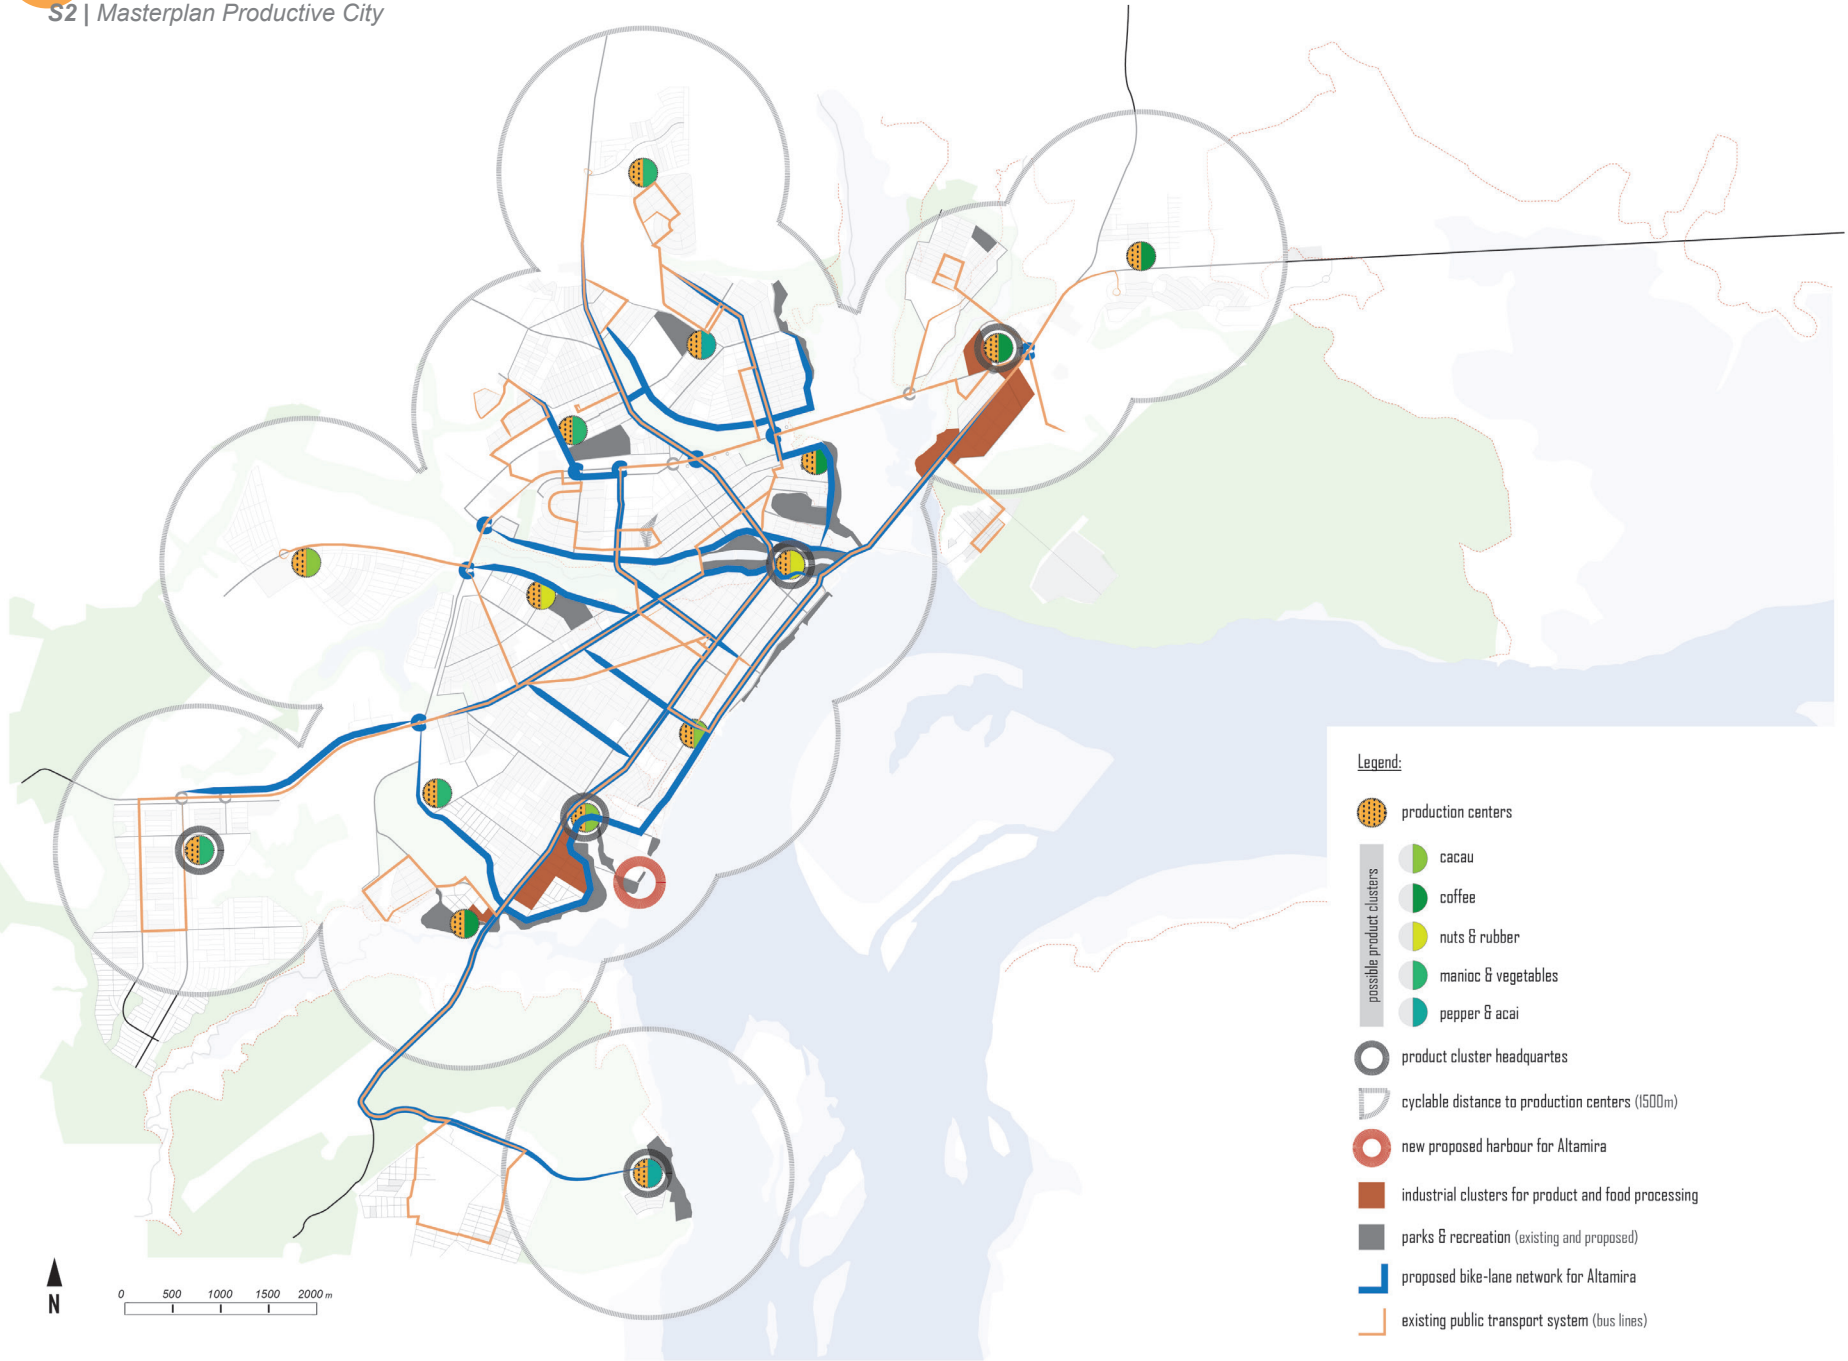 S2 | Masterplan Productive City
Legend:
production centers
possible product clusters
cacau
coffee
nuts & rubber
manioc & vegetables
pepper & acai
product cluster headquartes
cyclable distance to production centers (1500m)
new proposed harbour for Altamira
industrial clusters for product and food processing
parks & recreation (existing and proposed)
proposed bike-lane network for Altamira
existing public transport system (bus lines)
N
0 500 1000 1500 2000 m